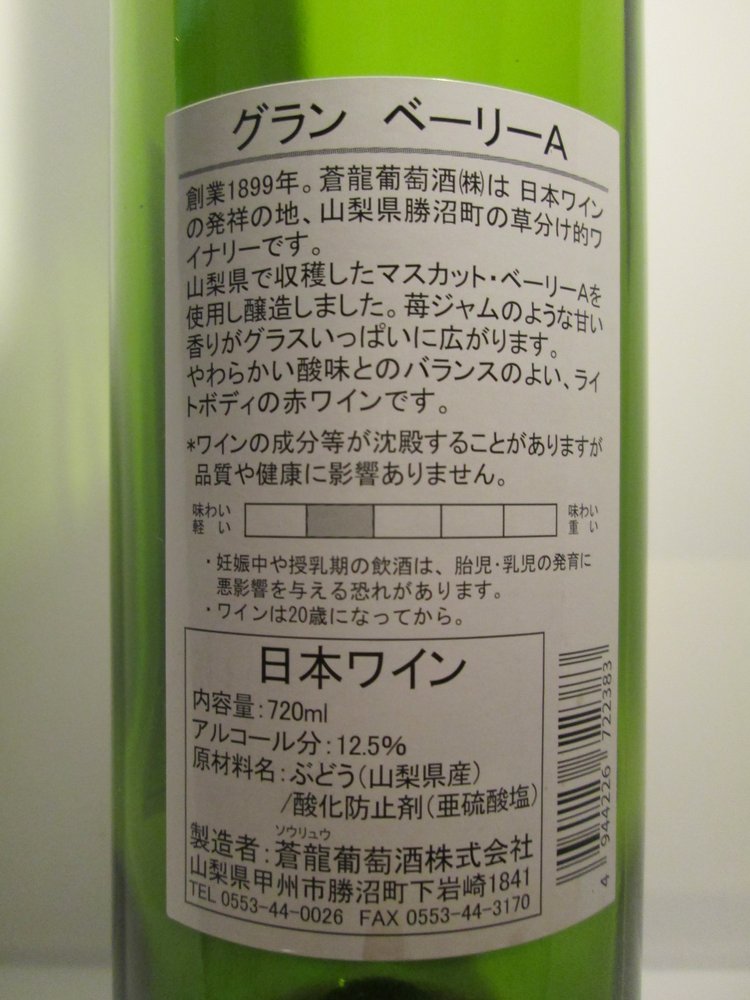 グラン ベーリーA
創業1899年。蒼龍葡萄酒㈱は 日本ワイン
の発祥の地、山梨県勝沼町の草分け的ワ
イナリーです。
山梨県で収穫したマスカット・ベーリーAを
使用し醸造しました。苺ジャムのような甘い
香りがグラスいっぱいに広がります。
やわらかい酸味とのバランスのよい、ライ
トボディの赤ワインです。
*ワインの成分等が沈殿することがありますが
品質や健康に影響ありません。
味わい 軽い
味わい 重い
・妊娠中や授乳期の飲酒は、胎児・乳児の発育に
悪影響を与える恐れがあります。
・ワインは20歳になってから。
日本ワイン
内容量:720ml
アルコール分:12.5%
原材料名:ぶどう(山梨県産)
/酸化防止剤(亜硫酸塩)
ソウリュウ
製造者:蒼龍葡萄酒株式会社
山梨県甲州市勝沼町下岩崎1841
TEL 0553-44-0026 FAX 0553-44-3170
4 944226 722383